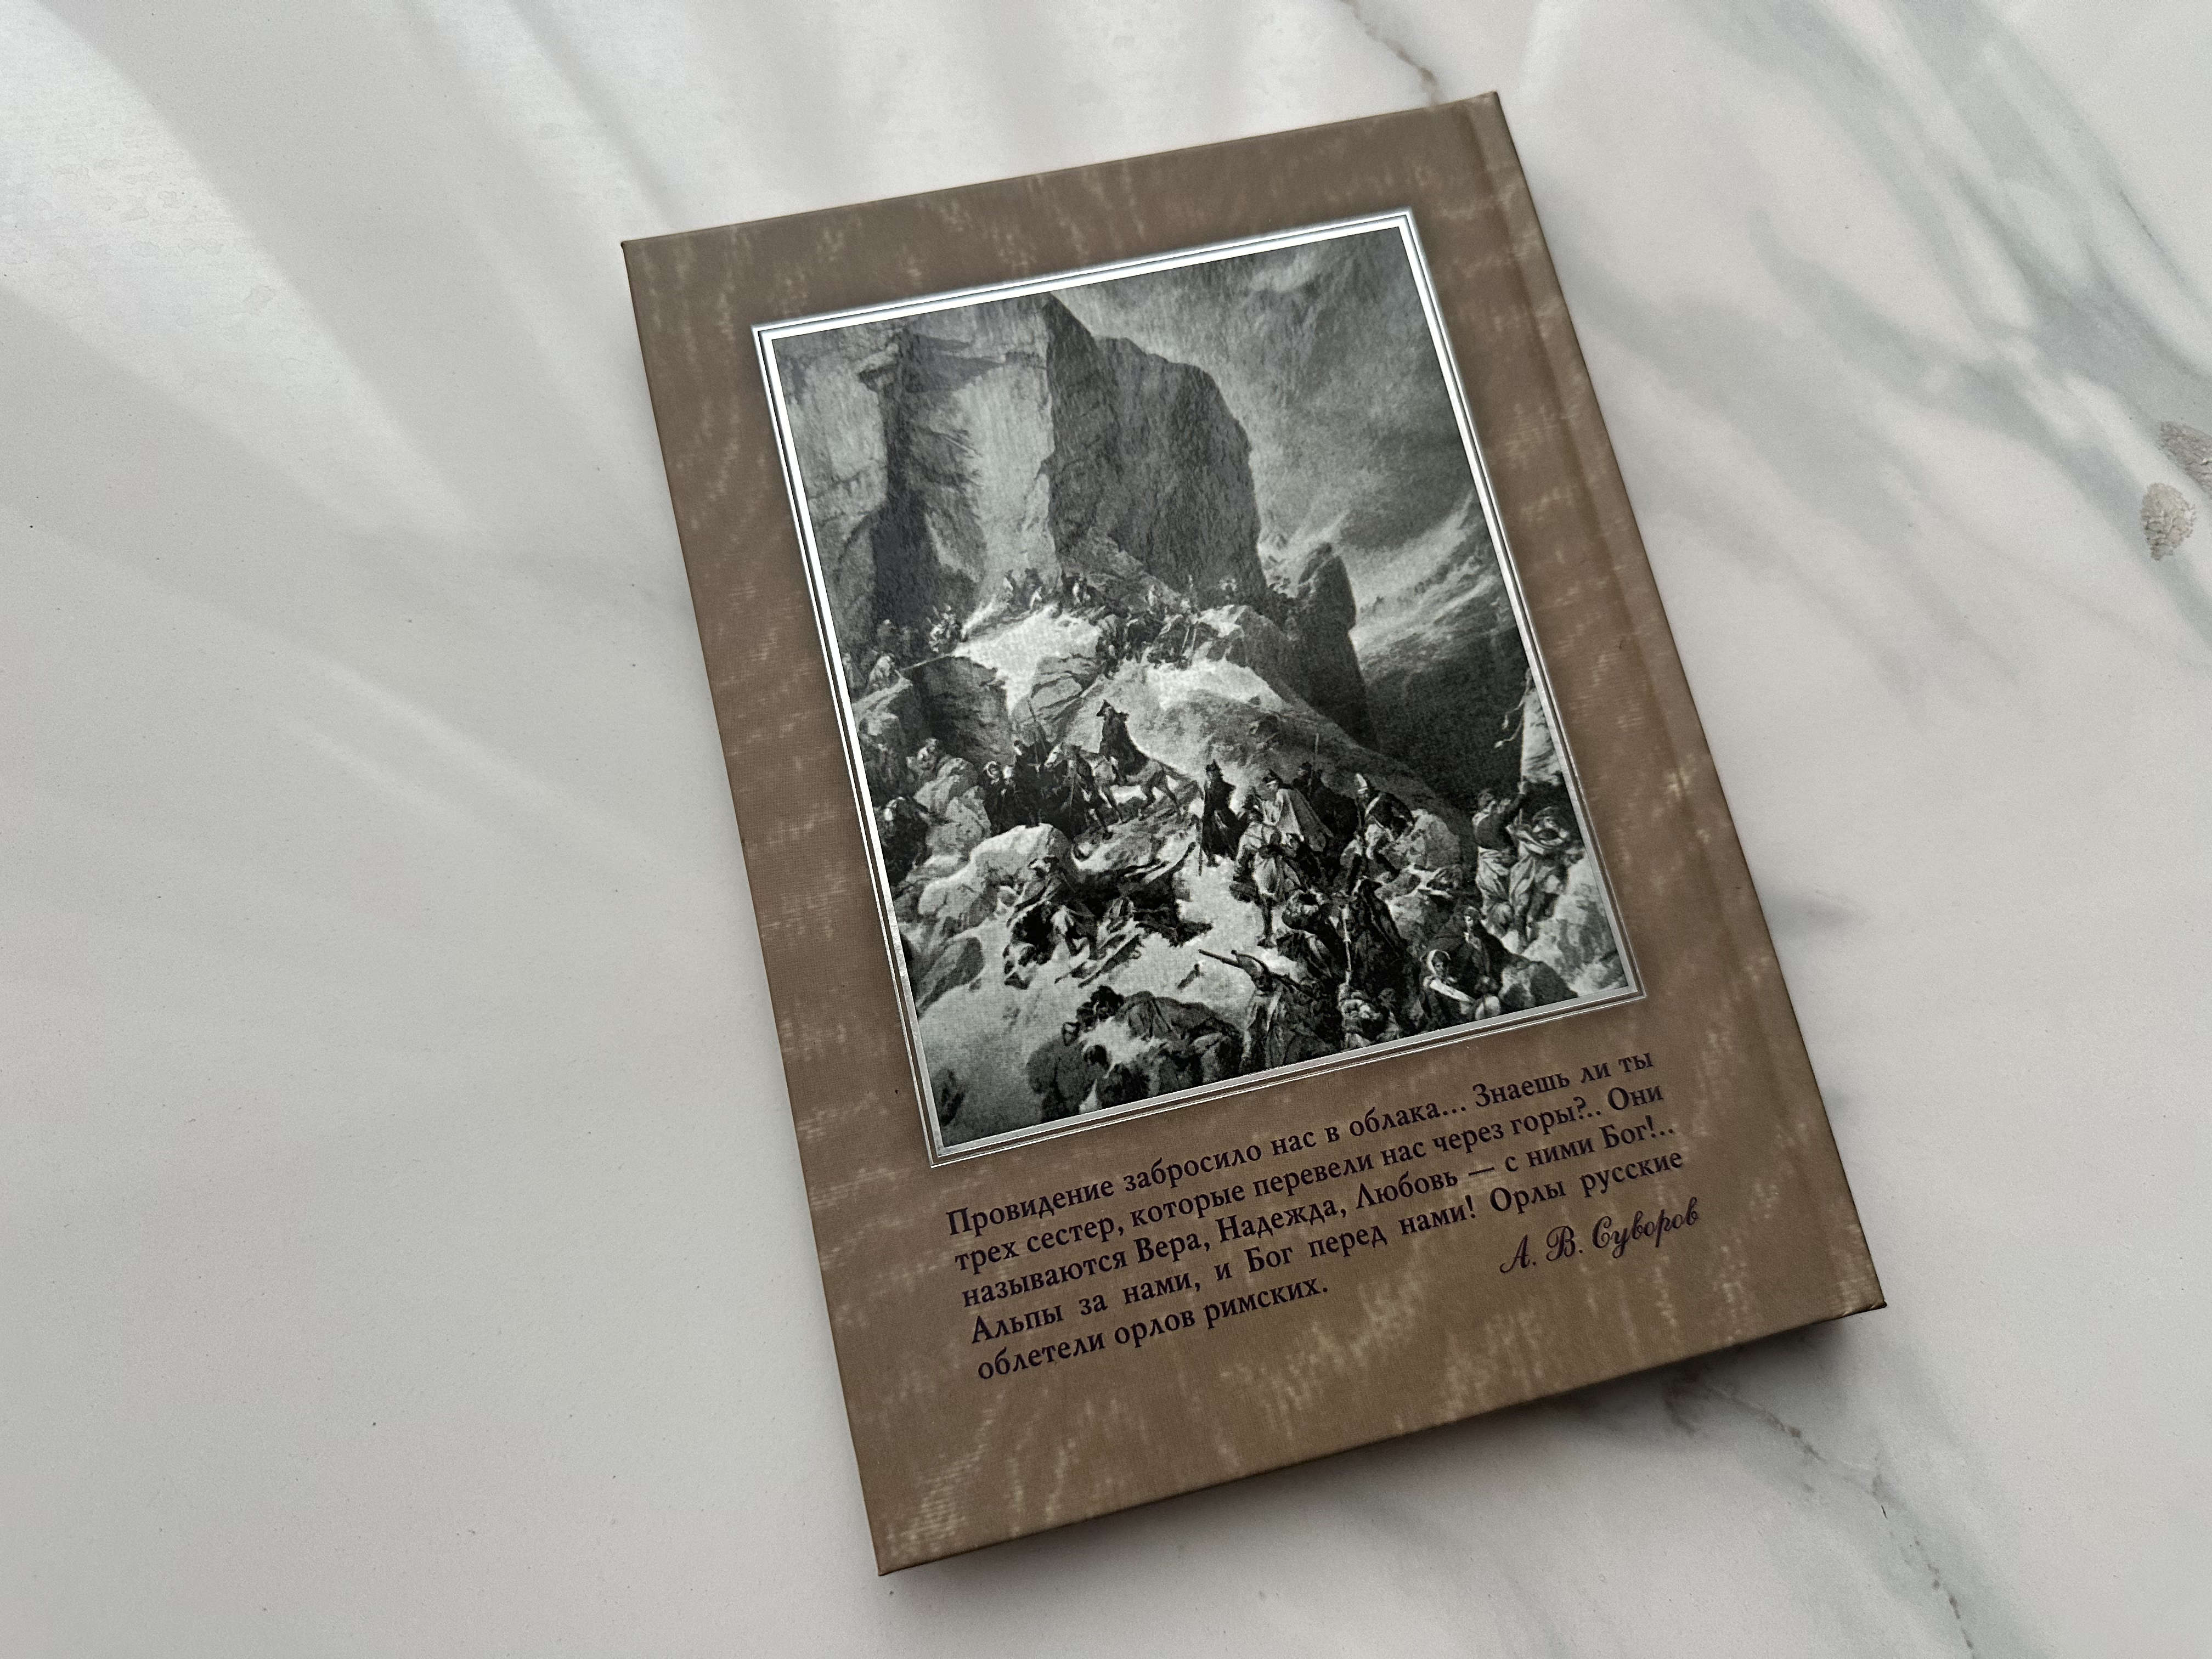 Провидение забросило нас в облака... Знаешь ли ты
трех сестер, которые перевели нас через горы?.. Они
называются Вера, Надежда, Любовь — с ними Бог!..
Альпы за нами, и Бог перед нами! Орлы русские
облетели орлов римских.
А. В. Суворов